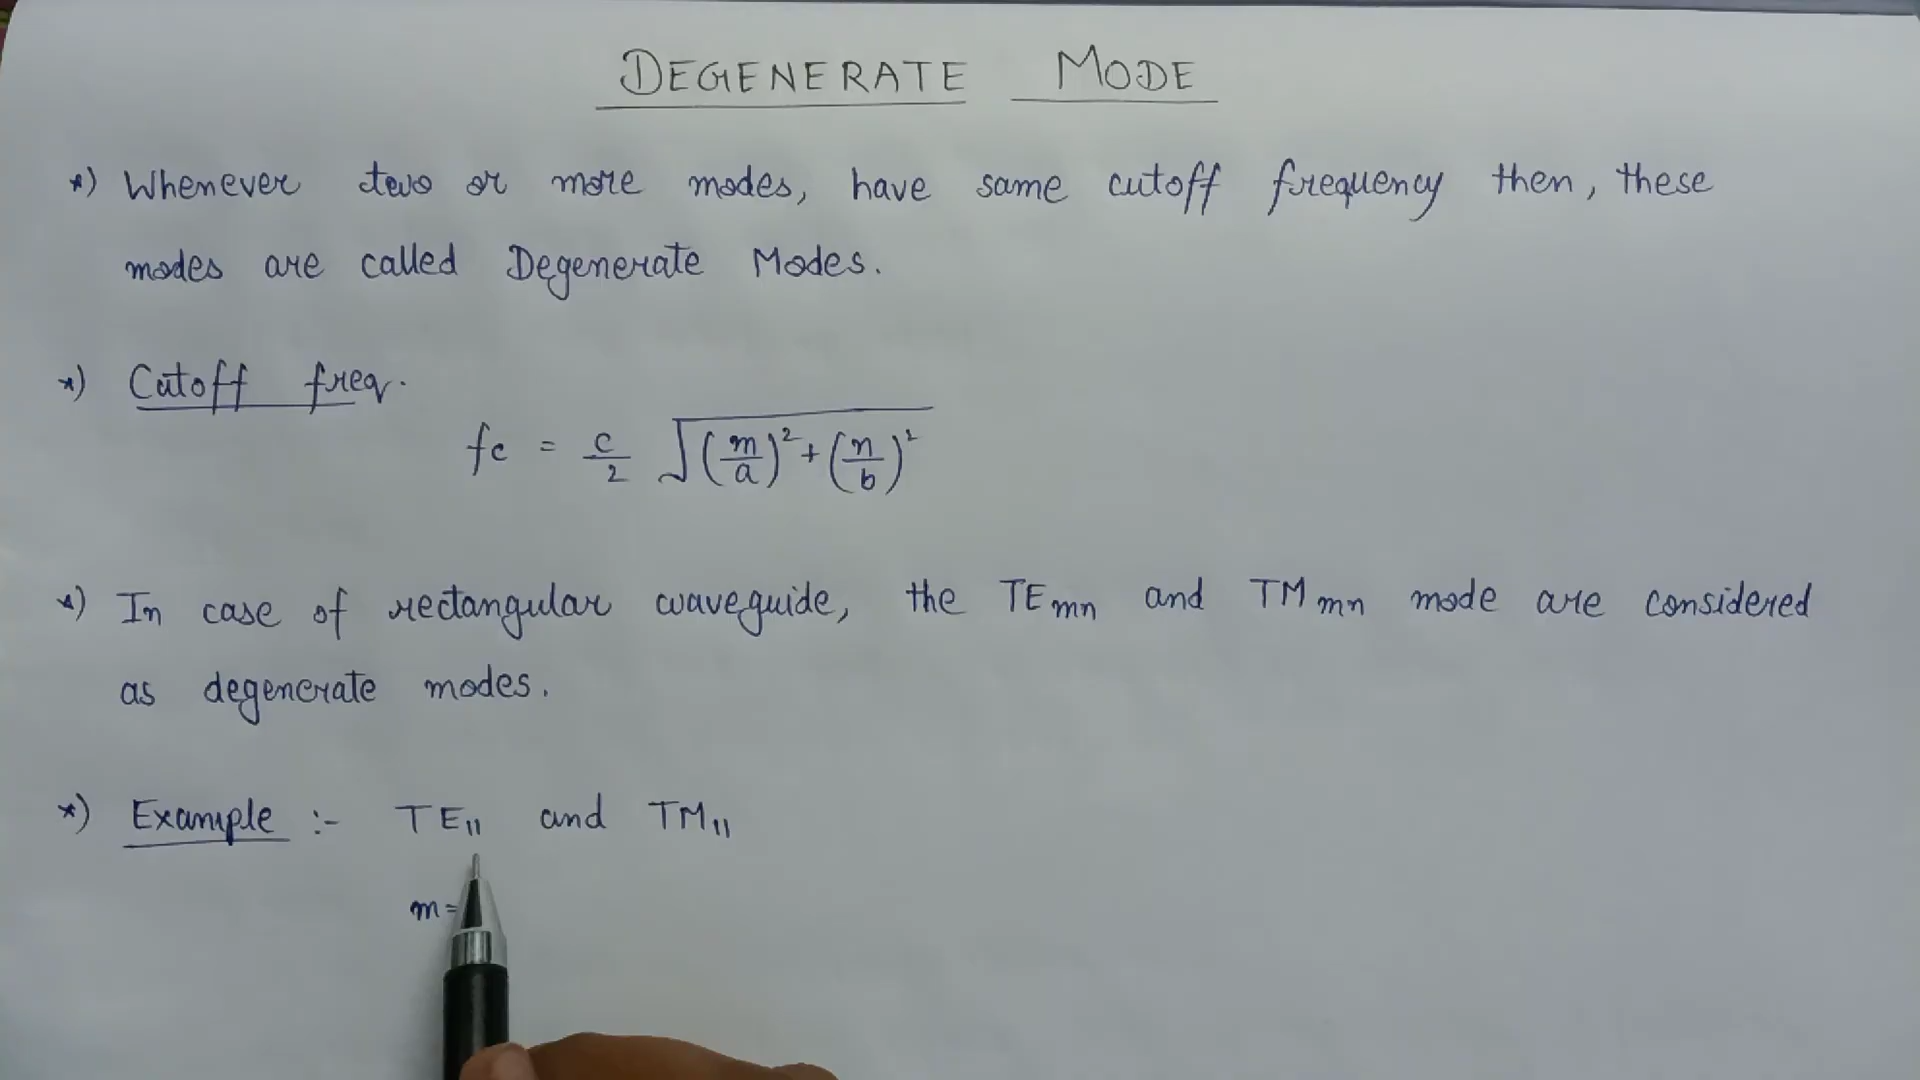 DEGENERATE MODE
*) Whenever two or more modes, have same cutoff frequency then, these
modes are called Degenerate Modes.
*) Cutoff freq.
fc = c/2 √((m/a)² + (n/b)²)
*) In case of rectangular waveguide, the TEmn and TMmn mode are considered
as degenerate modes.
*) Example :- TE11 and TM11
m=